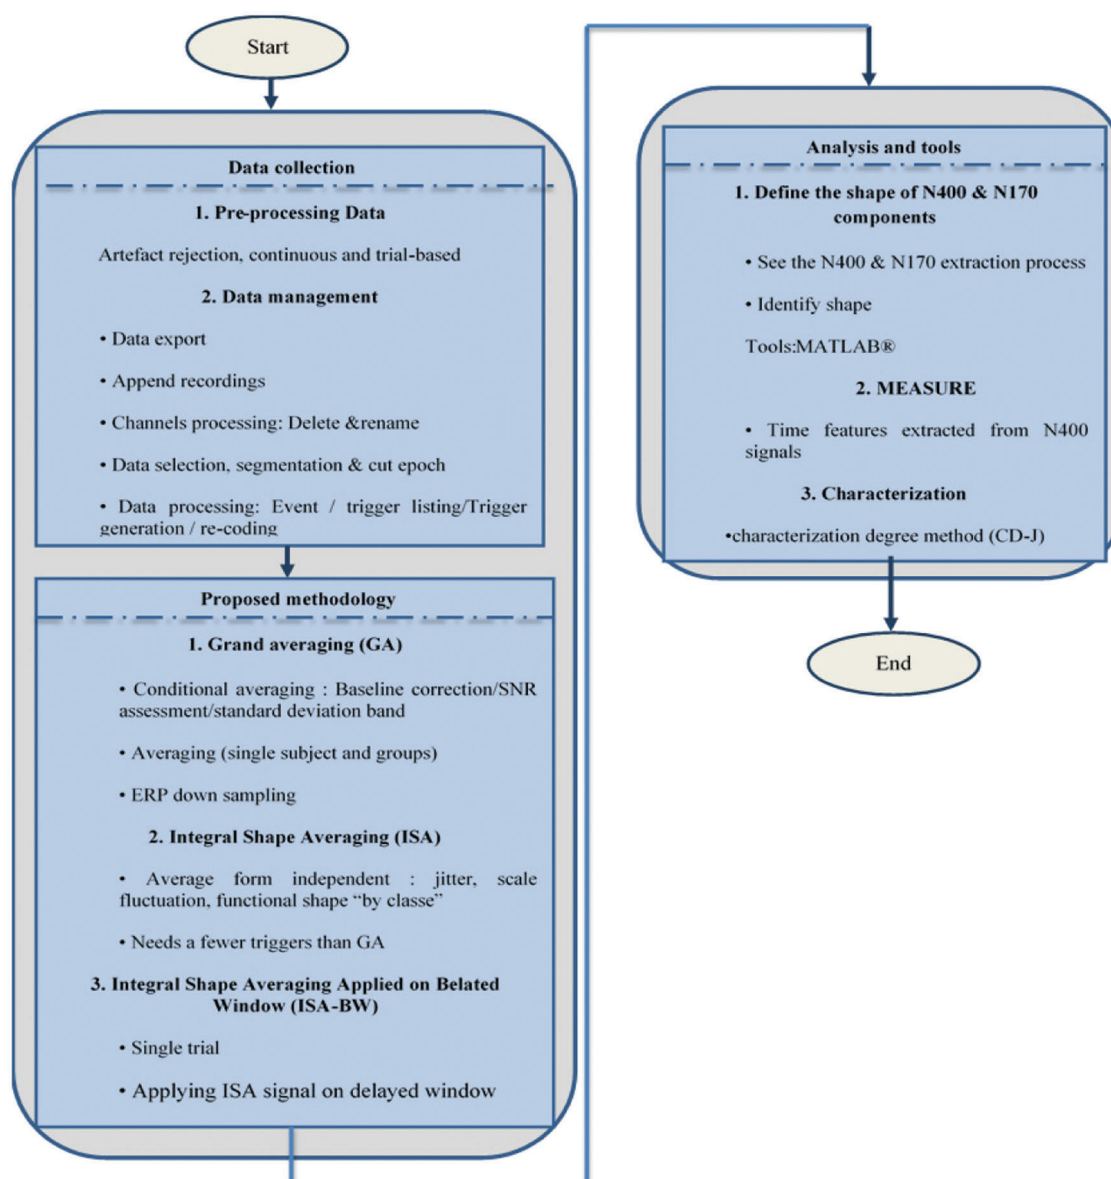 Start
Data collection
1. Pre-processing Data
Artefact rejection, continuous and trial-based
2. Data management
• Data export
• Append recordings
• Channels processing: Delete &rename
• Data selection, segmentation & cut epoch
• Data processing: Event / trigger listing/Trigger
generation / re-coding
Proposed methodology
1. Grand averaging (GA)
• Conditional averaging : Baseline correction/SNR
assessment/standard deviation band
• Averaging (single subject and groups)
• ERP down sampling
2. Integral Shape Averaging (ISA)
• Average form independent : jitter, scale
fluctuation, functional shape “by classe”
• Needs a fewer triggers than GA
3. Integral Shape Averaging Applied on Belated
Window (ISA-BW)
• Single trial
• Applying ISA signal on delayed window
Analysis and tools
1. Define the shape of N400 & N170
components
• See the N400 & N170 extraction process
• Identify shape
Tools:MATLAB®
2. MEASURE
• Time features extracted from N400
signals
3. Characterization
•characterization degree method (CD-J)
End